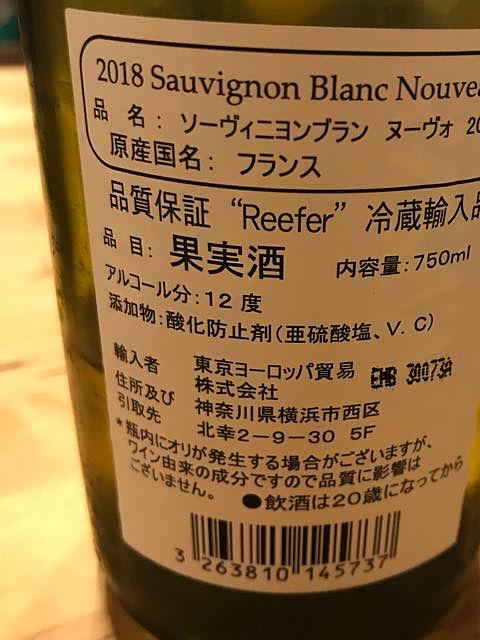 2018 Sauvignon Blanc Nouvea
品 名: ソーヴィニヨンブラン ヌーヴォ 20
原産国名: フランス
品質保証 “Reefer” 冷蔵輸入品
品 目: 果実酒 内容量:750ml
アルコール分:12 度
添加物:酸化防止剤(亜硫酸塩、V. C)
輸入者 東京ヨーロッパ貿易
住所及び 株式会社
引取先 神奈川県横浜市西区
北幸2-9-30 5F
*瓶内にオリが発生する場合がございますが、
ワイン由来の成分ですので品質に影響は
ございません。
●飲酒は20歳になってから
3 263810 145737